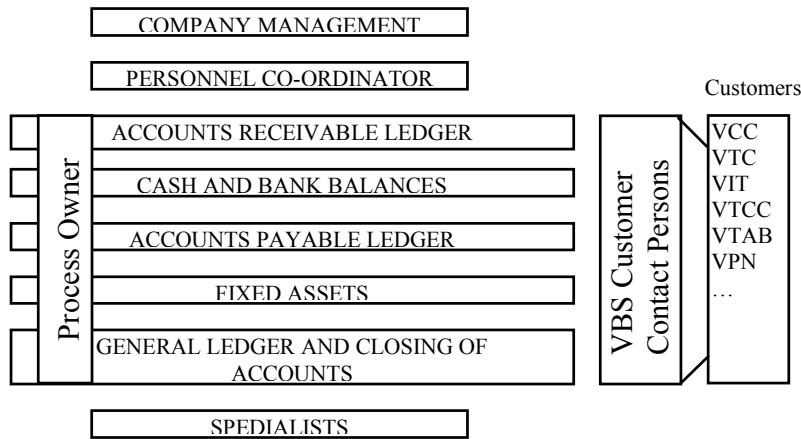 COMPANY MANAGEMENT
PERSONNEL CO-ORDINATOR
Process Owner
ACCOUNTS RECEIVABLE LEDGER
CASH AND BANK BALANCES
ACCOUNTS PAYABLE LEDGER
FIXED ASSETS
GENERAL LEDGER AND CLOSING OF
ACCOUNTS
SPEDIALISTS
VBS Customer
Contact Persons
Customers
VCC
VTC
VIT
VTCC
VTAB
VPN
…